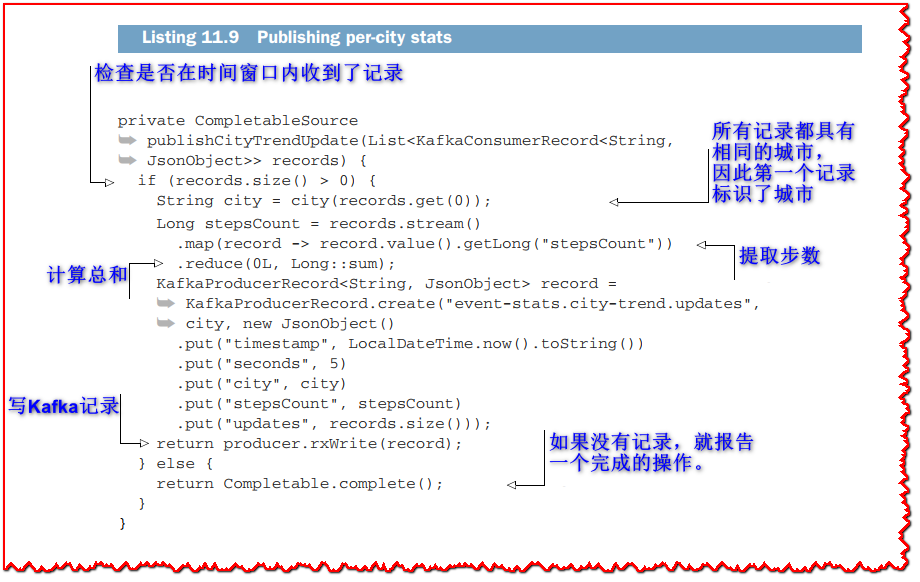 Listing 11.9 Publishing per-city stats
检查是否在时间窗口内收到了记录
private CompletableSource
publishCityTrendUpdate(List<KafkaConsumerRecord<String,
JsonObject>> records) {
if (records.size() > 0) {
String city = city(records.get(0));
所有记录都具有
相同的城市，
因此第一个记录
标识了城市
Long stepsCount = records.stream()
.map(record -> record.value().getLong("stepsCount"))
提取步数
.reduce(0L, Long::sum);
计算总和
KafkaProducerRecord<String, JsonObject> record =
KafkaProducerRecord.create("event-stats.city-trend.updates",
city, new JsonObject()
.put("timestamp", LocalDateTime.now().toString())
.put("seconds", 5)
.put("city", city)
.put("stepsCount", stepsCount)
.put("updates", records.size()));
写Kafka记录
return producer.rxWrite(record);
} else {
return Completable.complete();
如果没有记录，就报告
一个完成的操作。
}
}